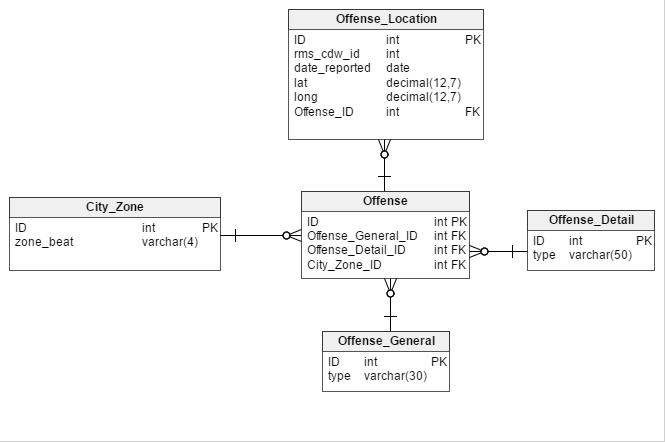 Offense_Location
ID int PK
rms_cdw_id int
date_reported date
lat decimal(12,7)
long decimal(12,7)
Offense_ID int FK
City_Zone
ID int PK
zone_beat varchar(4)
Offense
ID int PK
Offense_General_ID int FK
Offense_Detail_ID int FK
City_Zone_ID int FK
Offense_Detail
ID int PK
type varchar(50)
Offense_General
ID int PK
type varchar(30)